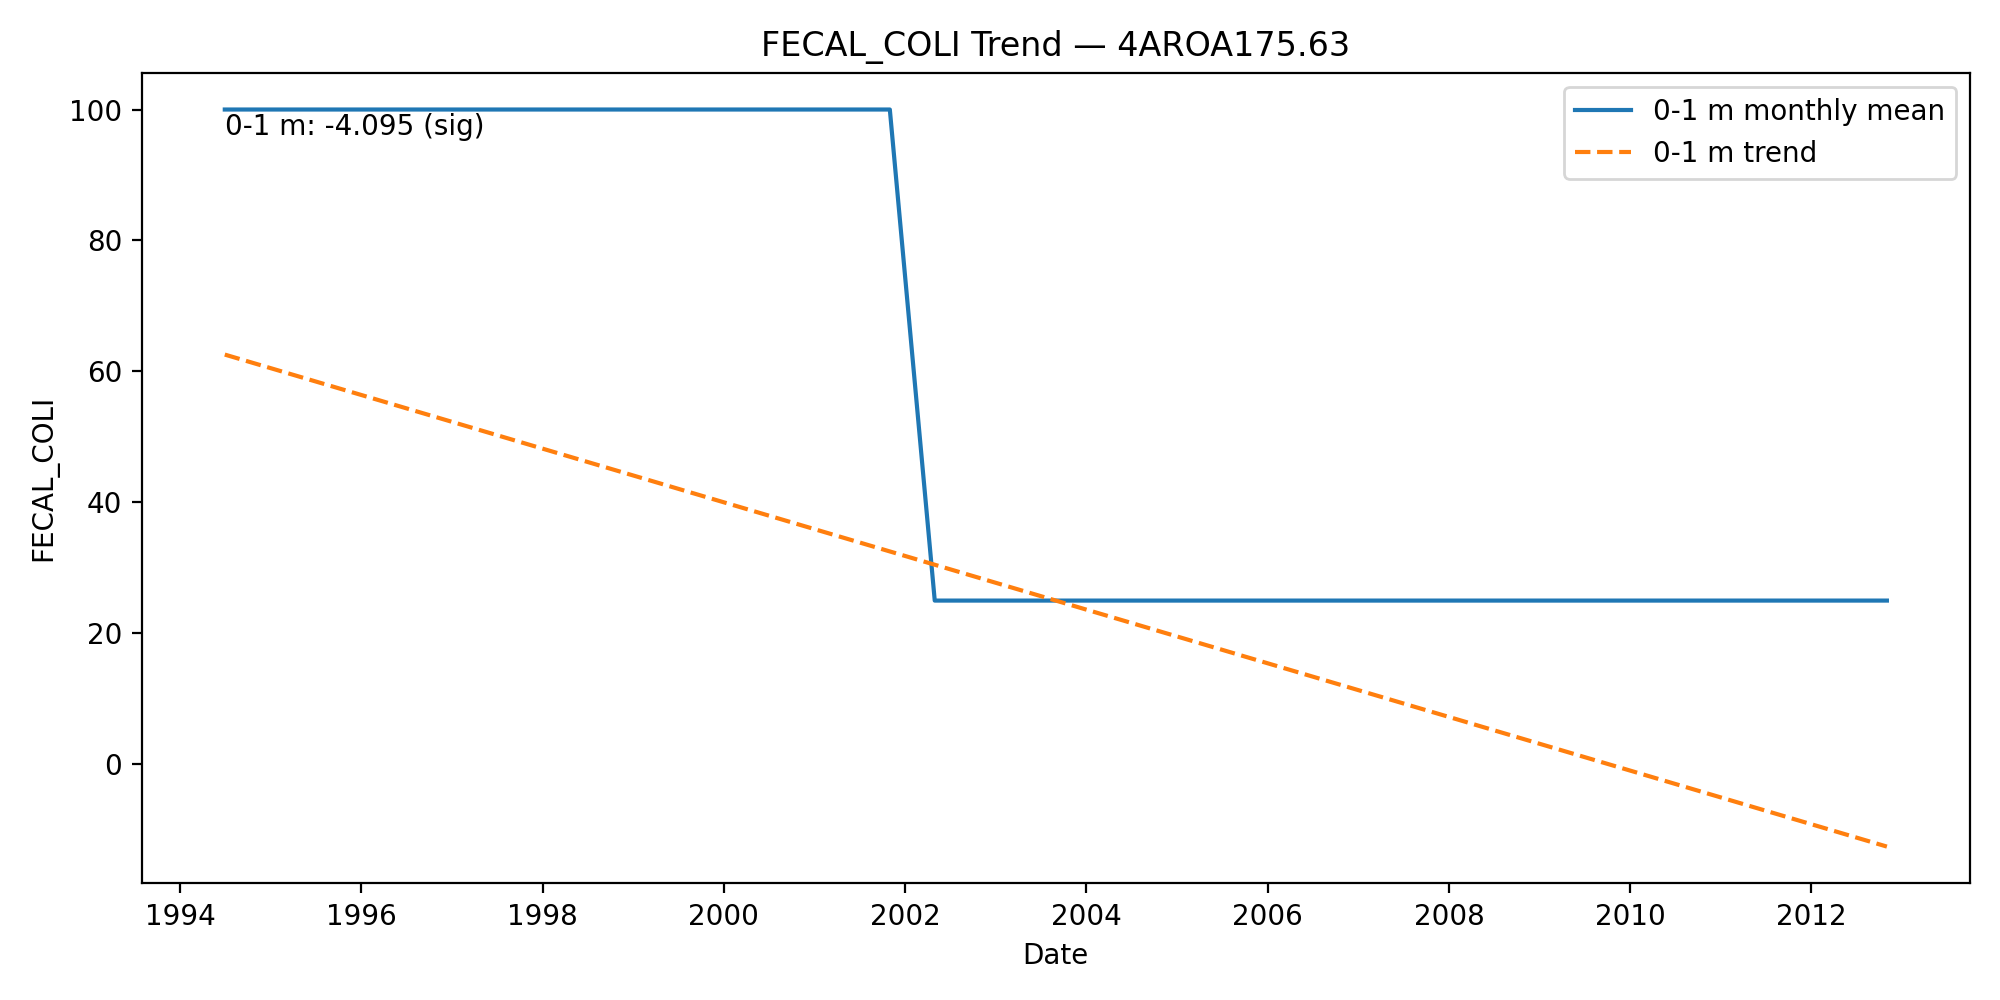 FECAL_COLI Trend — 4AROA175.63
0-1 m: -4.095 (sig)
0-1 m monthly mean
0-1 m trend
FECAL_COLI
100
80
60
40
20
0
1994 1996 1998 2000 2002 2004 2006 2008 2010 2012
Date